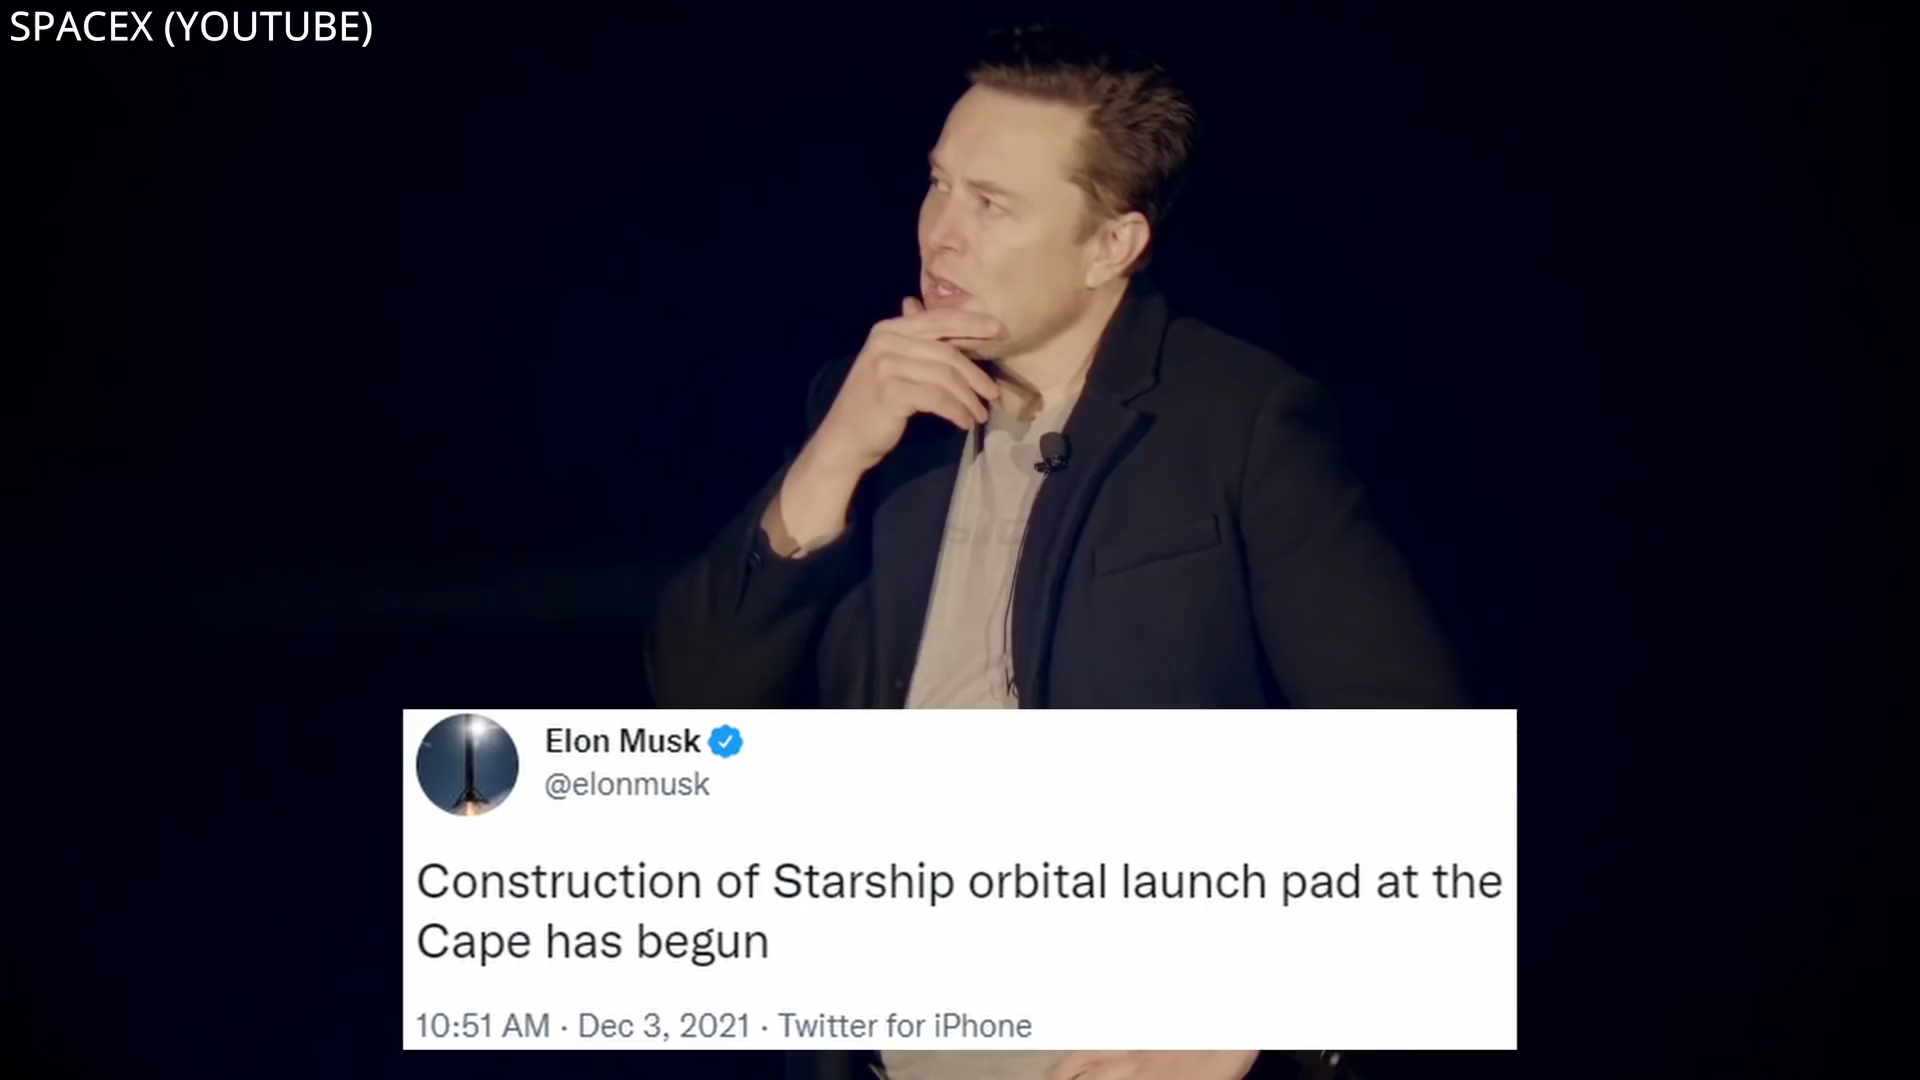 SPACEX (YOUTUBE)
Elon Musk
@elonmusk
Construction of Starship orbital launch pad at the
Cape has begun
10:51 AM · Dec 3, 2021 · Twitter for iPhone